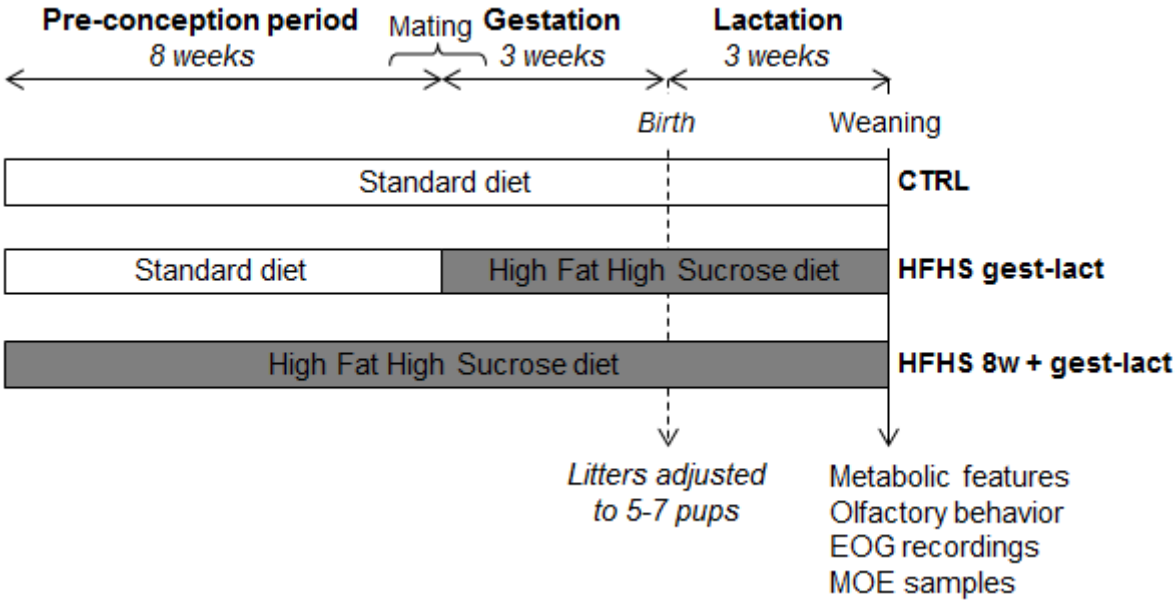 Pre-conception period
8 weeks
Mating
Gestation
3 weeks
Lactation
3 weeks
Birth
Weaning
Standard diet
CTRL
Standard diet
High Fat High Sucrose diet
HFHS gest-lact
High Fat High Sucrose diet
HFHS 8w + gest-lact
Litters adjusted
to 5-7 pups
Metabolic features
Olfactory behavior
EOG recordings
MOE samples